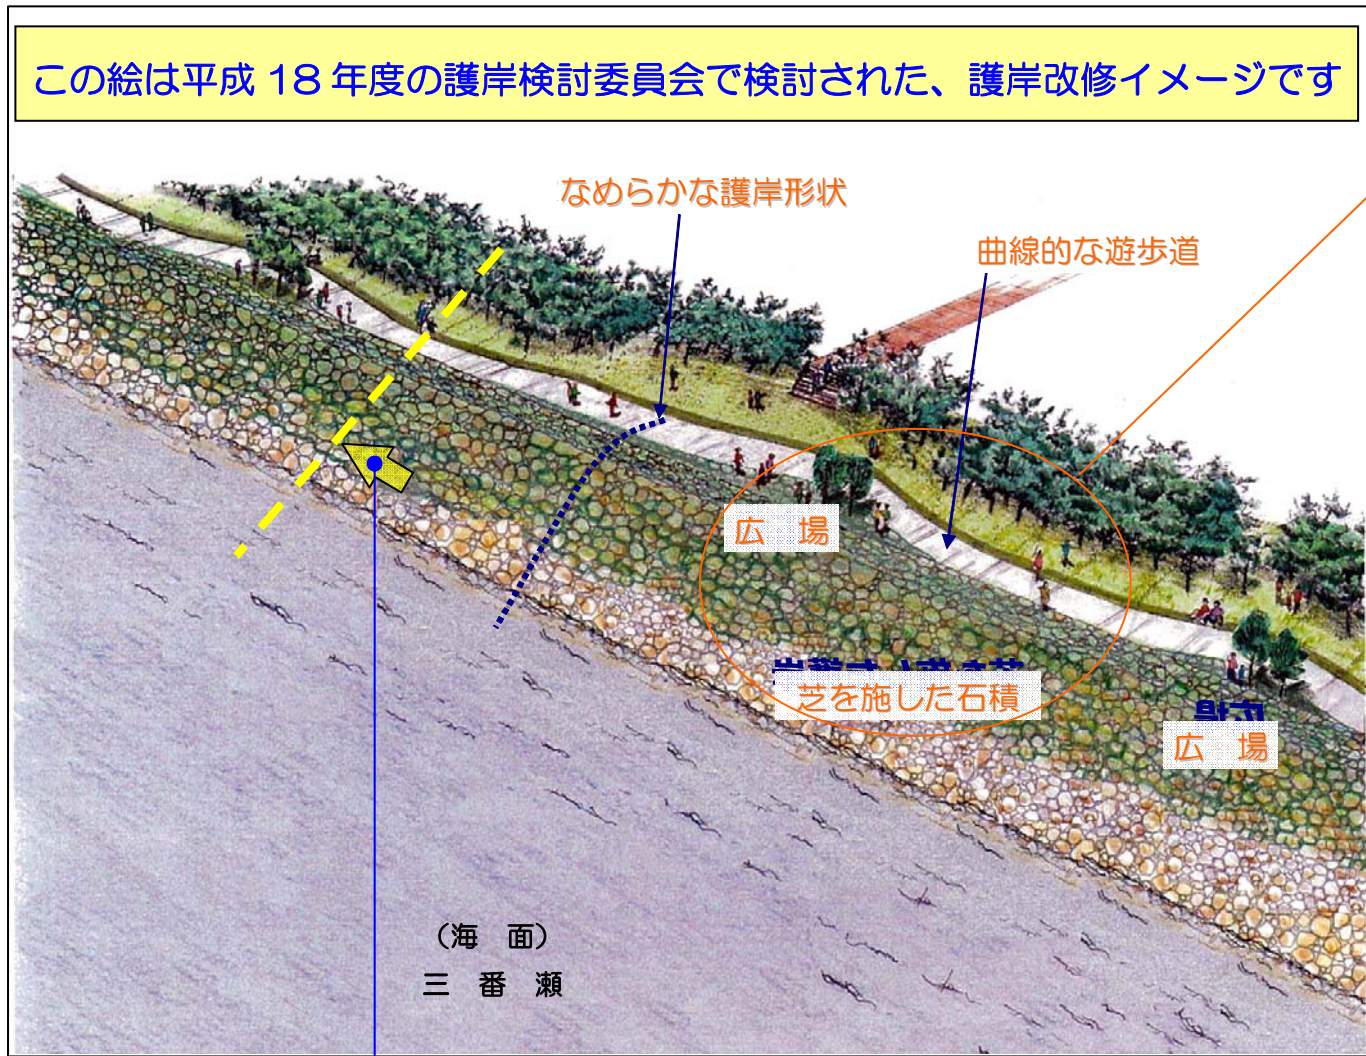 この絵は平成18年度の護岸検討委員会で検討された、護岸改修イメージです
なめらかな護岸形状
曲線的な遊歩道
広　場
芝を施した石積
広　場
（海　面）
三　番　瀬